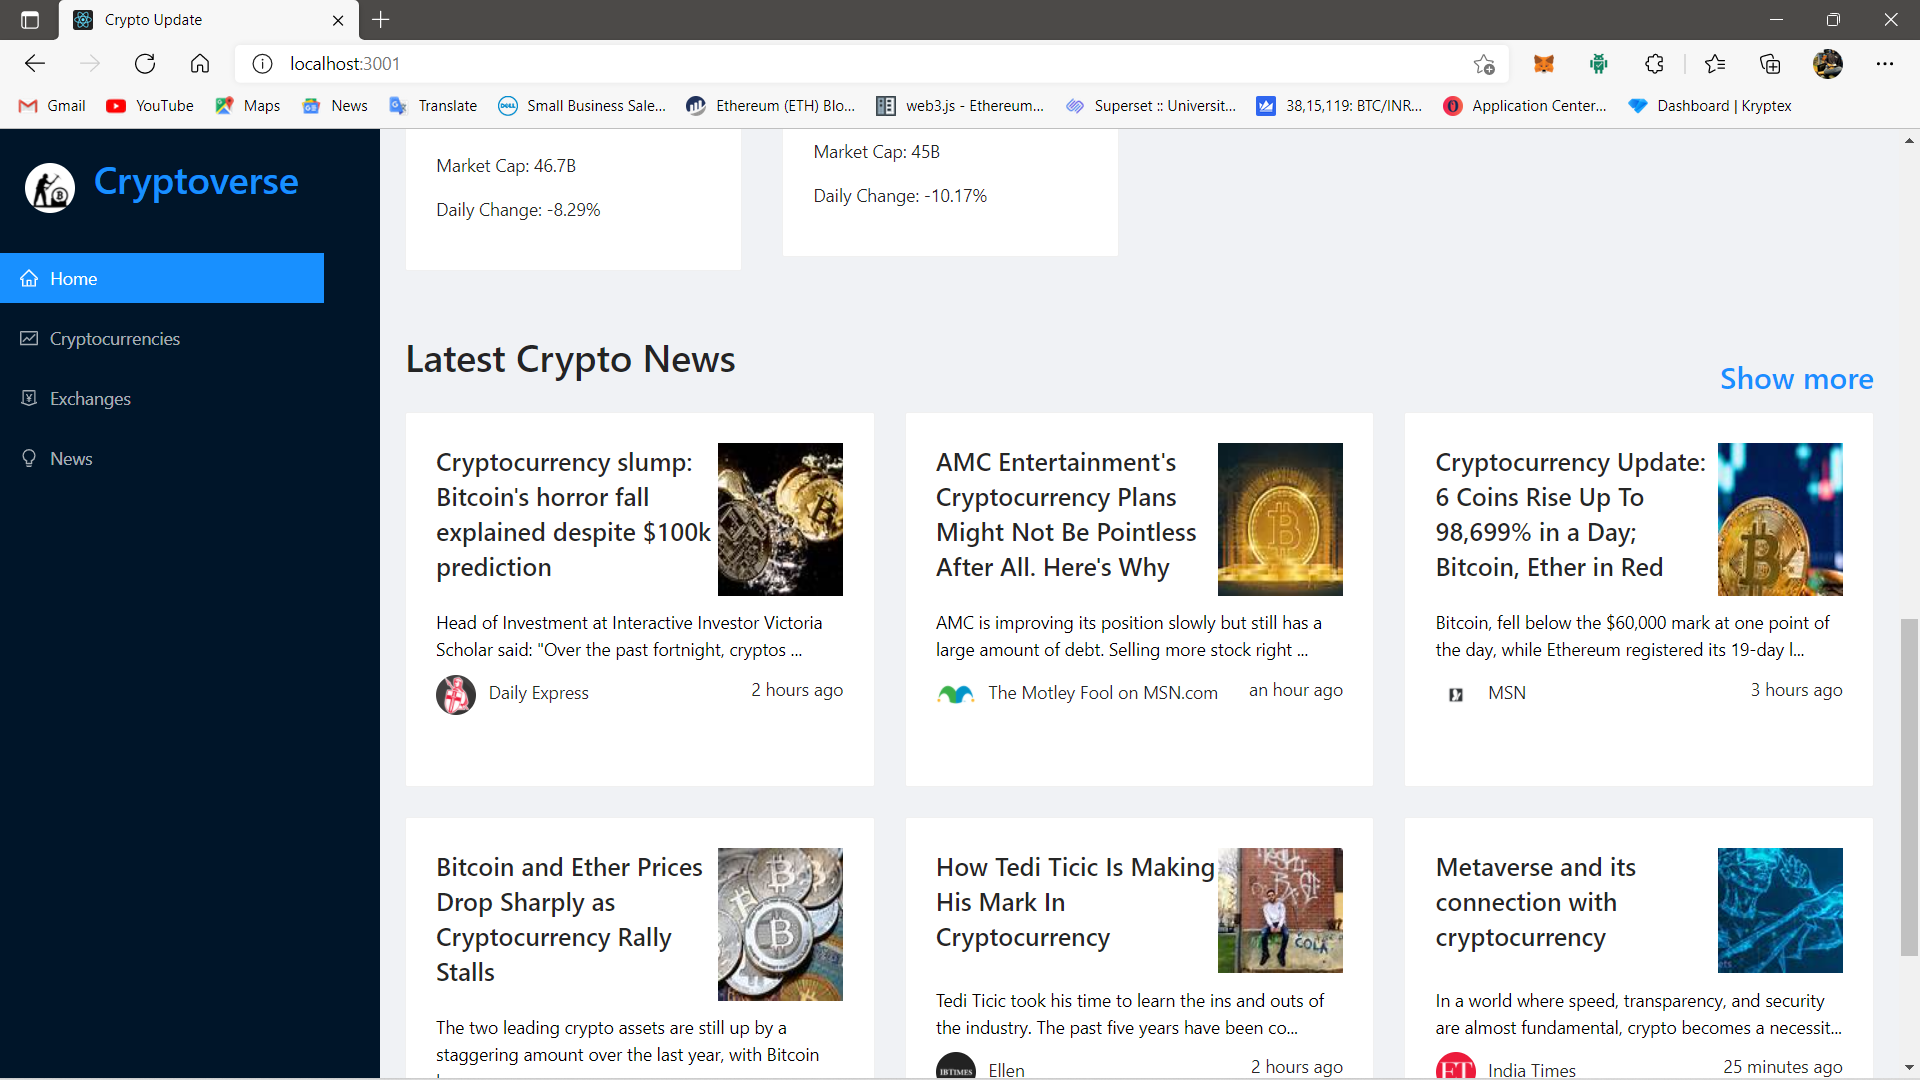 Crypto Update
localhost:3001
Gmail
YouTube
Maps
News
Translate
DELL
Small Business Sale...
Ethereum (ETH) Blo...
web3.js - Ethereum...
Superset :: Universit...
38,15,119: BTC/INR...
Application Center...
Dashboard | Kryptex
Cryptoverse
Home
Cryptocurrencies
Exchanges
News
Market Cap: 46.7B
Daily Change: -8.29%
Market Cap: 45B
Daily Change: -10.17%
Latest Crypto News
Show more
Cryptocurrency slump:
Bitcoin's horror fall
explained despite $100k
prediction
Head of Investment at Interactive Investor Victoria
Scholar said: "Over the past fortnight, cryptos ...
Daily Express
2 hours ago
AMC Entertainment's
Cryptocurrency Plans
Might Not Be Pointless
After All. Here's Why
AMC is improving its position slowly but still has a
large amount of debt. Selling more stock right ...
The Motley Fool on MSN.com
an hour ago
Cryptocurrency Update:
6 Coins Rise Up To
98,699% in a Day;
Bitcoin, Ether in Red
Bitcoin, fell below the $60,000 mark at one point of
the day, while Ethereum registered its 19-day l...
MSN
3 hours ago
Bitcoin and Ether Prices
Drop Sharply as
Cryptocurrency Rally
Stalls
The two leading crypto assets are still up by a
staggering amount over the last year, with Bitcoin
How Tedi Ticic Is Making
His Mark In
Cryptocurrency
COLA
Tedi Ticic took his time to learn the ins and outs of
the industry. The past five years have been co...
IBTIMES
Ellen
2 hours ago
Metaverse and its
connection with
cryptocurrency
In a world where speed, transparency, and security
are almost fundamental, crypto becomes a necessit...
ET
India Times
25 minutes ago